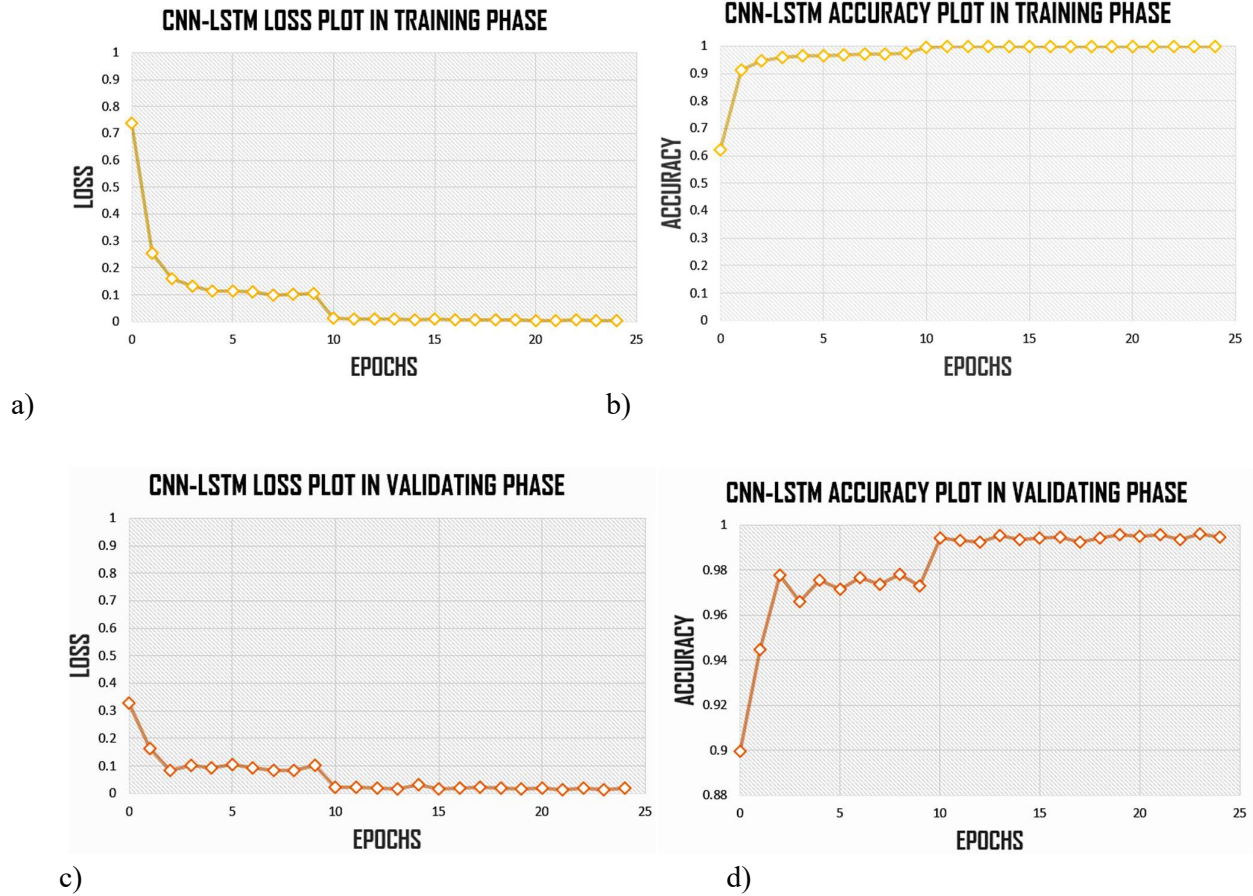 CNN-LSTM LOSS PLOT IN TRAINING PHASE
1
0.9
0.8
0.7
0.6
0.5
0.4
0.3
0.2
0.1
0
LOSS
0 5 10 15 20 25
EPOCHS
a)
CNN-LSTM ACCURACY PLOT IN TRAINING PHASE
1
0.9
0.8
0.7
0.6
0.5
0.4
0.3
0.2
0.1
0
ACCURACY
0 5 10 15 20 25
EPOCHS
b)
CNN-LSTM LOSS PLOT IN VALIDATING PHASE
1
0.9
0.8
0.7
0.6
0.5
0.4
0.3
0.2
0.1
0
LOSS
0 5 10 15 20 25
EPOCHS
c)
CNN-LSTM ACCURACY PLOT IN VALIDATING PHASE
1
0.98
0.96
0.94
0.92
0.9
0.88
ACCURACY
0 5 10 15 20 25
EPOCHS
d)